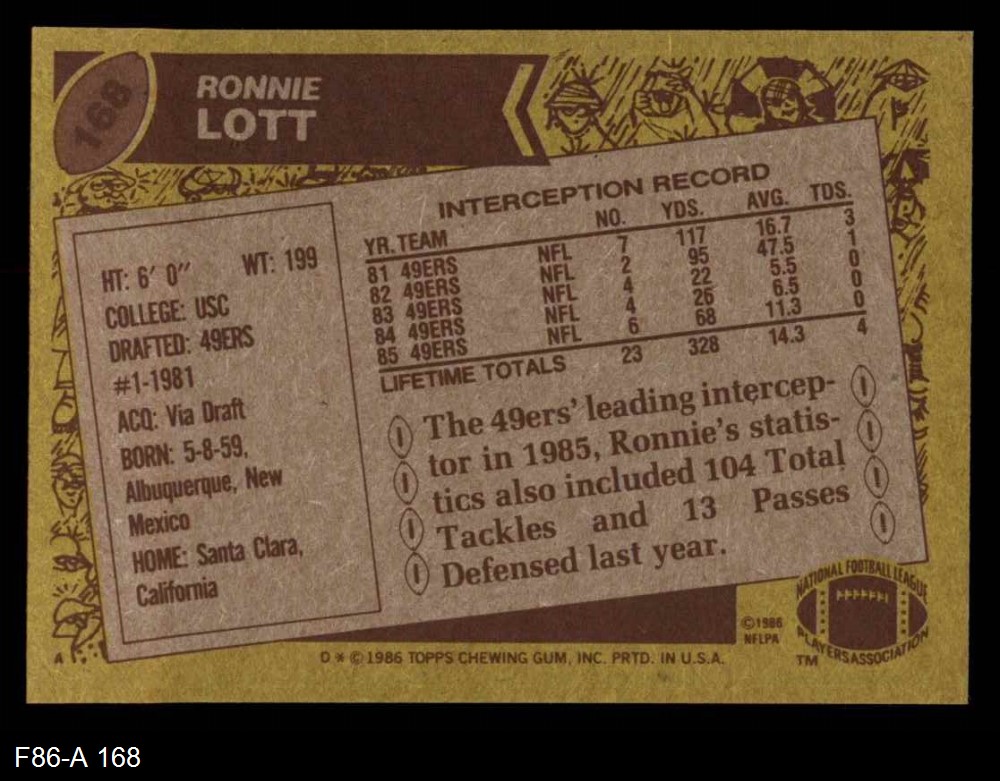 168
RONNIE
LOTT
HT: 6' 0" WT: 199
COLLEGE: USC
DRAFTED: 49ERS
#1-1981
ACQ: Via Draft
BORN: 5-8-59,
Albuquerque, New
Mexico
HOME: Santa Clara,
California
INTERCEPTION RECORD
YR. TEAM NO. YDS. AVG. TDS.
81 49ERS NFL 7 117 16.7 3
82 49ERS NFL 2 95 47.5 1
83 49ERS NFL 4 22 5.5 0
84 49ERS NFL 4 26 6.5 0
85 49ERS NFL 6 68 11.3 0
LIFETIME TOTALS 23 328 14.3 4
The 49ers' leading intercep-
tor in 1985, Ronnie's statis-
tics also included 104 Total
Tackles and 13 Passes
Defensed last year.
©1986
NFLPA
NATIONAL FOOTBALL LEAGUE
PLAYERS ASSOCIATION
TM
A
D * © 1986 TOPPS CHEWING GUM, INC. PRTD. IN U.S.A.
F86-A 168